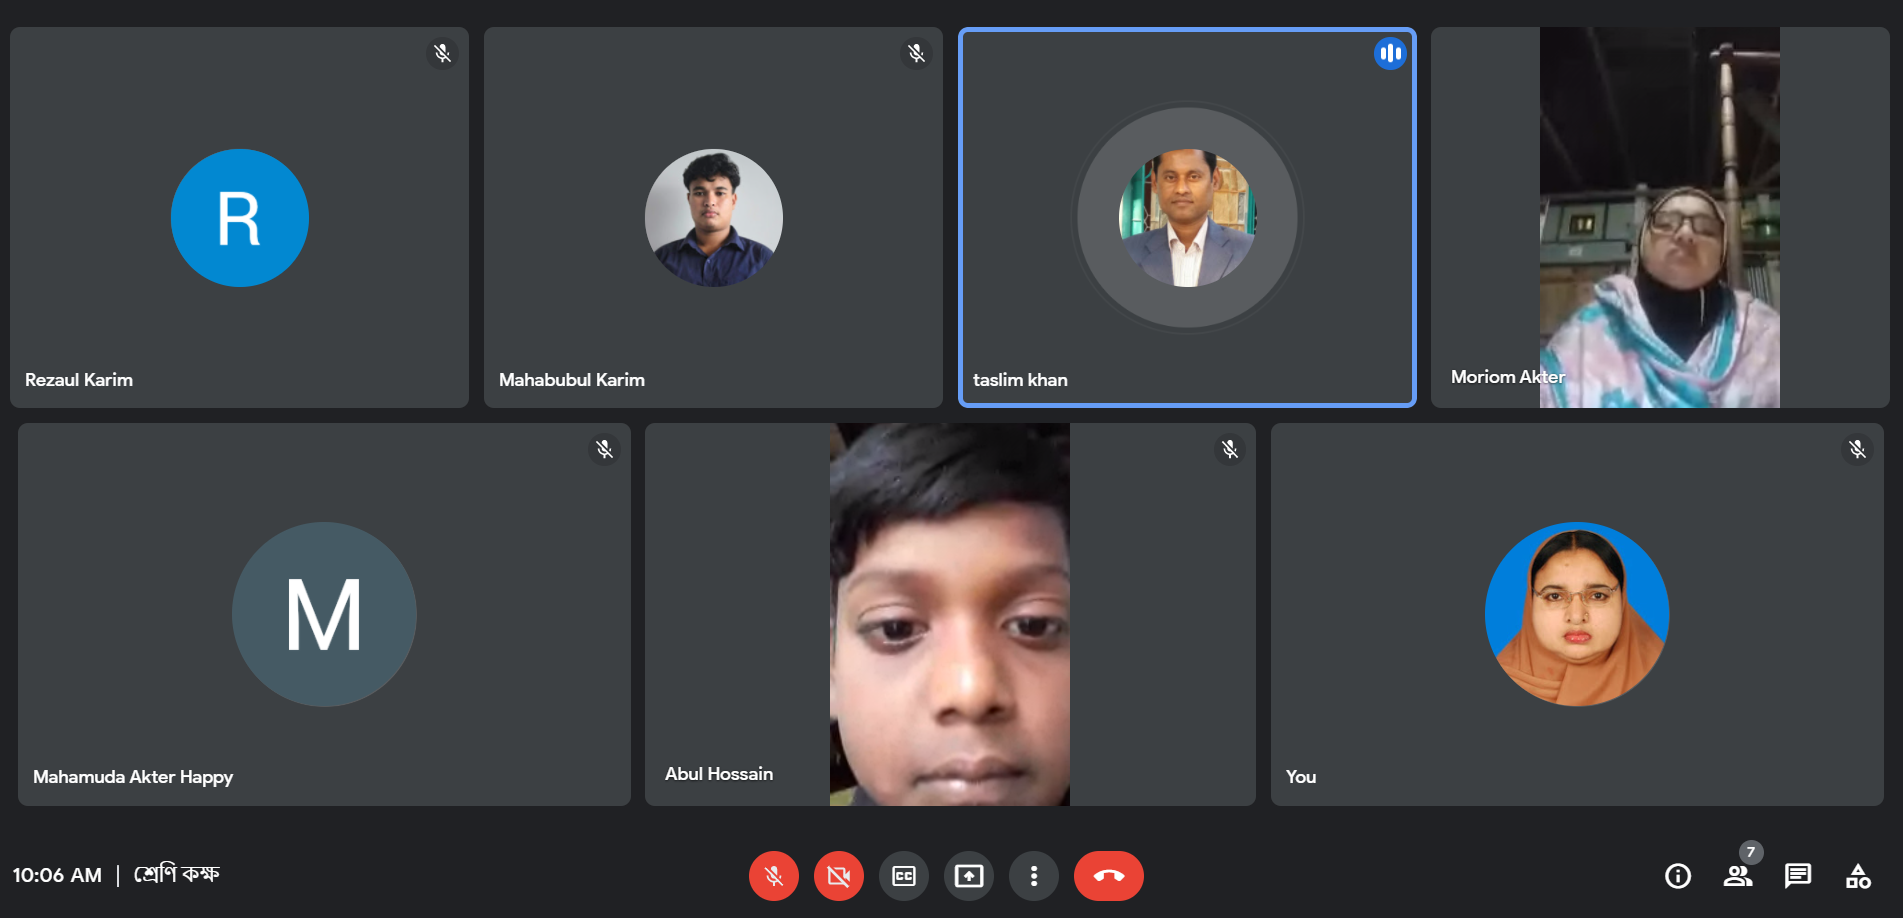 R
Rezaul Karim
Mahabubul Karim
taslim khan
Moriom Akter
M
Mahamuda Akter Happy
Abul Hossain
You
10:06 AM | শ্রেণি কক্ষ
CC
7